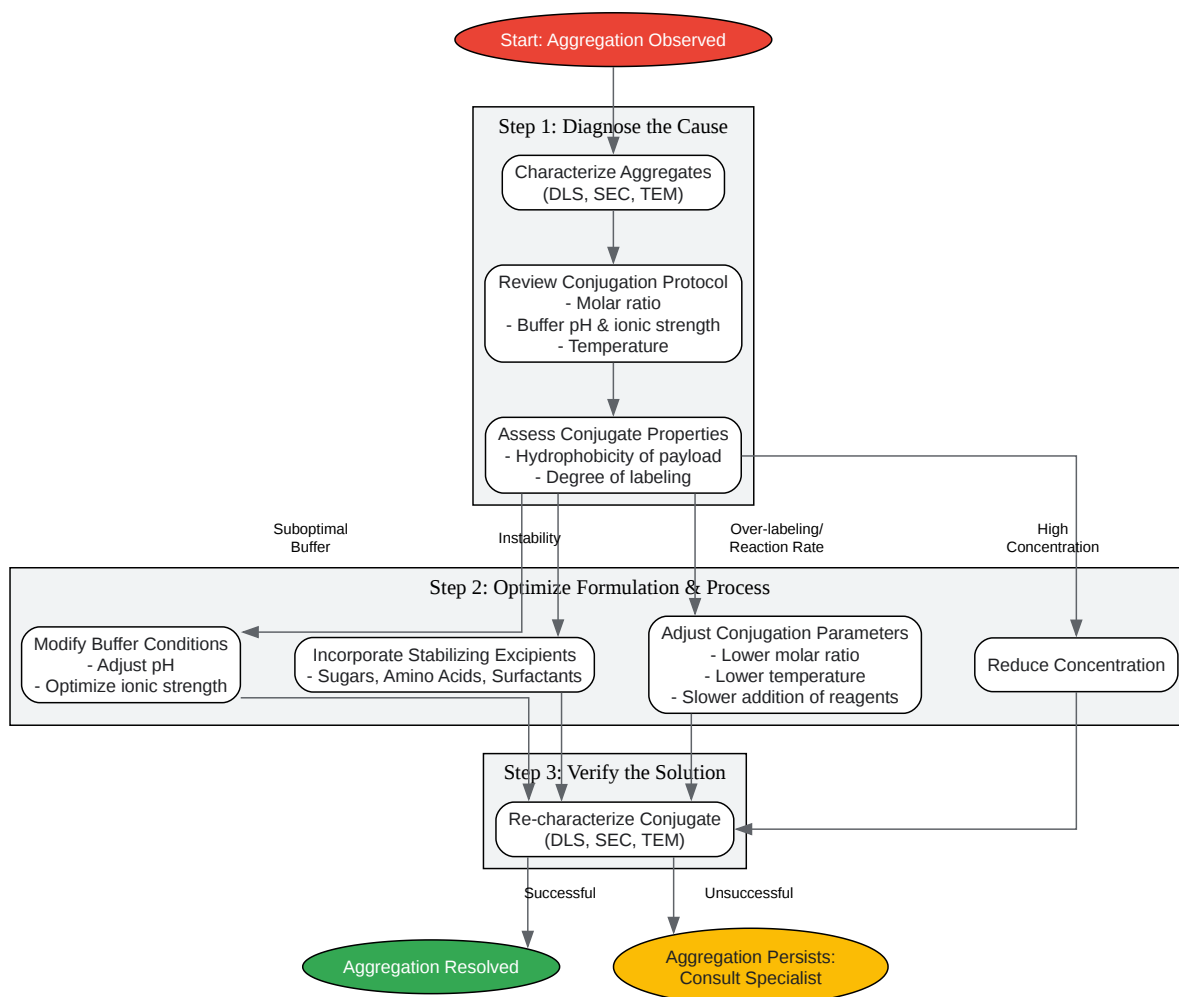 Start: Aggregation Observed
Step 1: Diagnose the Cause
Characterize Aggregates
(DLS, SEC, TEM)
Review Conjugation Protocol
- Molar ratio
- Buffer pH & ionic strength
- Temperature
Assess Conjugate Properties
- Hydrophobicity of payload
- Degree of labeling
Suboptimal
Buffer
Instability
Over-labeling/
Reaction Rate
High
Concentration
Step 2: Optimize Formulation & Process
Modify Buffer Conditions
- Adjust pH
- Optimize ionic strength
Incorporate Stabilizing Excipients
- Sugars, Amino Acids, Surfactants
Adjust Conjugation Parameters
- Lower molar ratio
- Lower temperature
- Slower addition of reagents
Reduce Concentration
Step 3: Verify the Solution
Re-characterize Conjugate
(DLS, SEC, TEM)
Successful
Unsuccessful
Aggregation Resolved
Aggregation Persists:
Consult Specialist